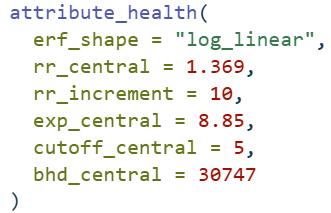 attribute_health(
  erf_shape = "log_linear",
  rr_central = 1.369,
  rr_increment = 10,
  exp_central = 8.85,
  cutoff_central = 5,
  bhd_central = 30747
)